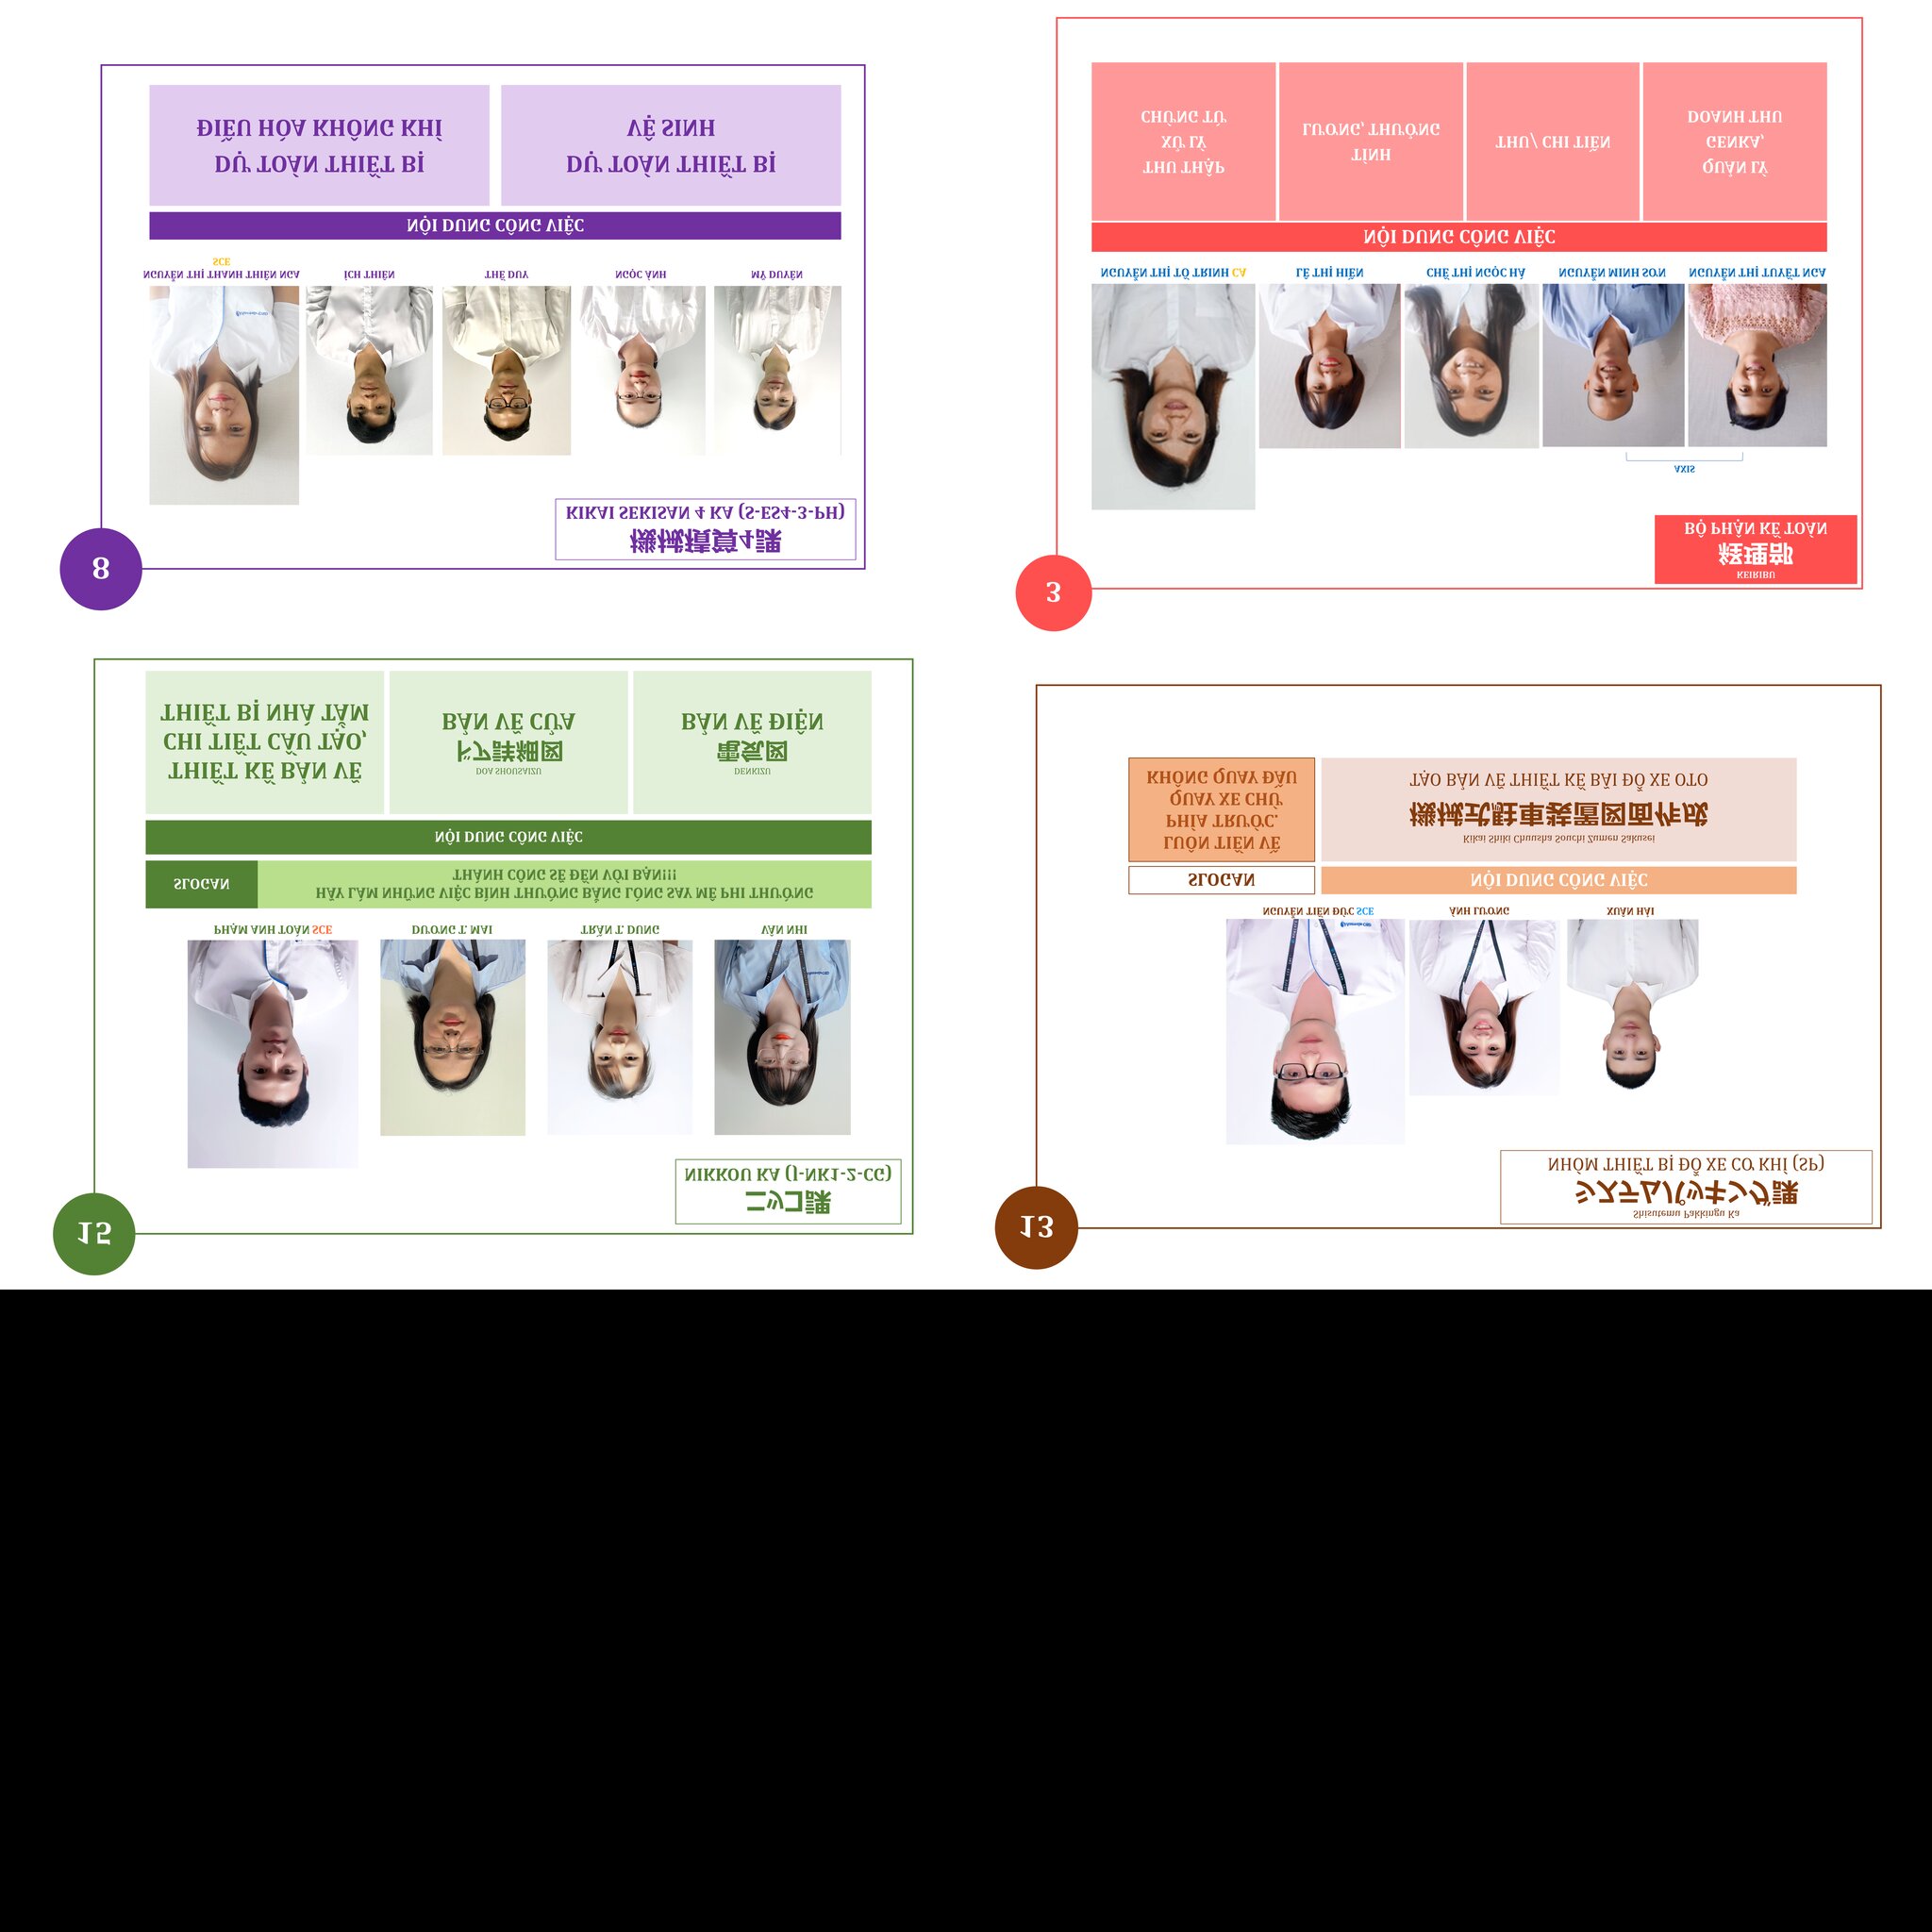 ニッコ課
NIKKOU KA (J-NK1-2-CG)
15
PHẠM ANH TOÀN SCE
DƯƠNG T. MAI
TRẦN T. DUNG
VÂN NHI
SLOGAN
HÃY LÀM NHỮNG VIỆC BÌNH THƯỜNG BẰNG LÒNG SAY MÊ PHI THƯỜNG
THÀNH CÔNG SẼ ĐẾN VỚI BẠN!!!
NỘI DUNG CÔNG VIỆC
THIẾT KẾ BẢN VẼ
CHI TIẾT CẤU TẠO,
THIẾT BỊ NHÀ TẮM
DOA SHOUSAIZU
ドア詳細図
BẢN VẼ CỬA
DENKIZU
電気図
BẢN VẼ ĐIỆN
Shisutemu Pakkingu Ka
システムパッキング課
NHÓM THIẾT BỊ ĐỖ XE CƠ KHÍ (SP)
13
NGUYỄN TIẾN ĐỨC SCE
ÁNH LƯƠNG
XUÂN HẢI
SLOGAN
LUÔN TIẾN VỀ
PHÍA TRƯỚC.
QUAY XE CHỨ
KHÔNG QUAY ĐẦU
NỘI DUNG CÔNG VIỆC
Kikai Shiki Chuusha Souchi Zumen Sakusei
機械式駐車装置図面作成
TẠO BẢN VẼ THIẾT KẾ BÃI ĐỖ XE OTO
機械積算4課
KIKAI SEKISAN 4 KA (S-ES4-3-PH)
8
NGUYỄN THỊ THANH THIÊN NGA
SCE
ÍCH THIỆN
THẾ DUY
NGỌC ÁNH
MỸ DUYÊN
NỘI DUNG CÔNG VIỆC
DỰ TOÁN THIẾT BỊ
ĐIỀU HÒA KHÔNG KHÍ
DỰ TOÁN THIẾT BỊ
VỆ SINH
KEIRIBU
経理部
BỘ PHẬN KẾ TOÁN
3
AXIS
NGUYỄN THỊ TỐ TRINH CA
LÊ THỊ HIỀN
CHẾ THỊ NGỌC HÀ
NGUYỄN MINH SƠN
NGUYỄN THỊ TUYẾT NGA
NỘI DUNG CÔNG VIỆC
THU THẬP
XỬ LÝ
CHỨNG TỪ
TÍNH
LƯƠNG, THƯỞNG
THU/ CHI TIỀN
QUẢN LÝ
GENKA,
DOANH THU